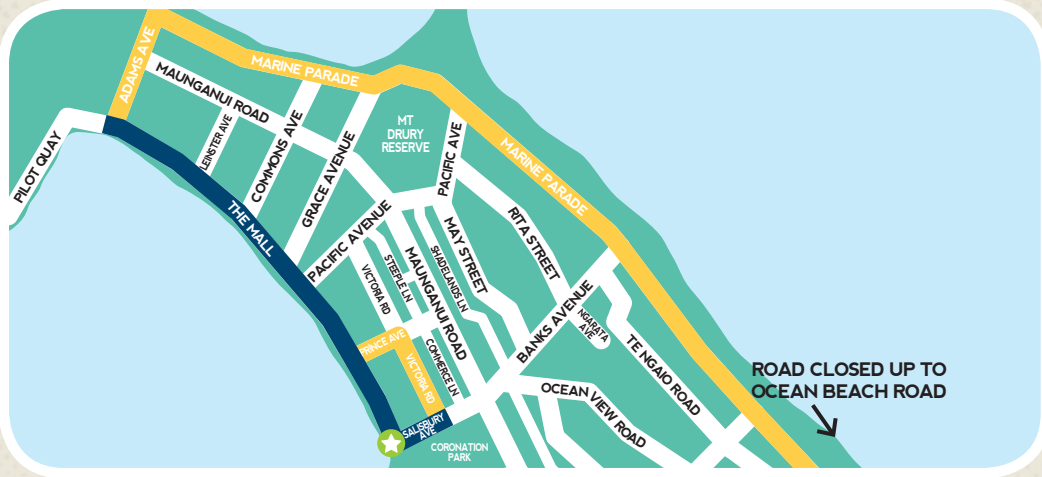 ADAMS AVE
MARINE PARADE
MAUNGANUI ROAD
PILOT QUAY
LEINSTER AVE
COMMONS AVE
GRACE AVENUE
MT
DRURY
RESERVE
PACIFIC AVE
MARINE PARADE
THE MALL
PACIFIC AVENUE
RITA STREET
MAY STREET
SHADELANDS LN
MAUNGANUI ROAD
STEEPLE LN
VICTORIA RD
BANKS AVENUE
NGARATA
AVE
PRINCE AVE
VICTORIA RD
COMMERCE LN
TE NGAIO ROAD
OCEAN VIEW ROAD
ROAD CLOSED UP TO
OCEAN BEACH ROAD
SALISBURY
AVE
CORONATION
PARK